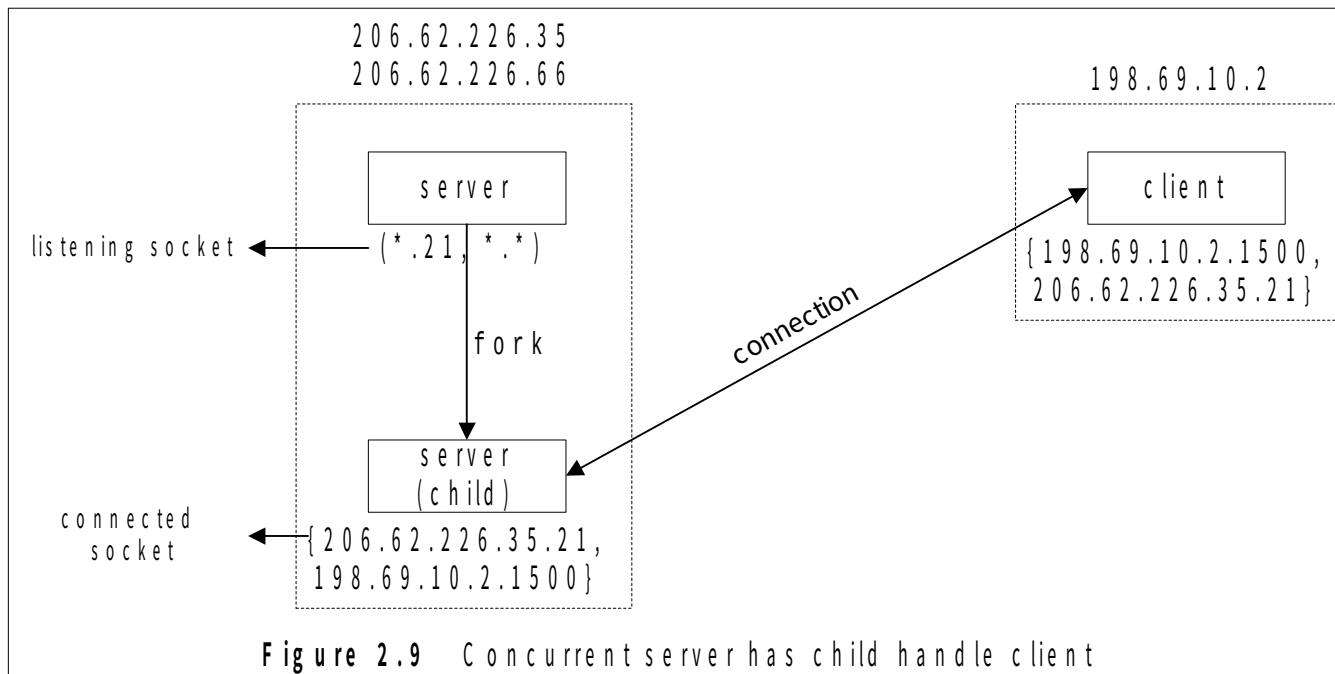 206.62.226.35
206.62.226.66
198.69.10.2
server
client
listening socket
(*.21, *.*)
{198.69.10.2.1500,
206.62.226.35.21}
connection
fork
server
(child)
connected
socket
{206.62.226.35.21,
198.69.10.2.1500}
Figure 2.9 Concurrent server has child handle client